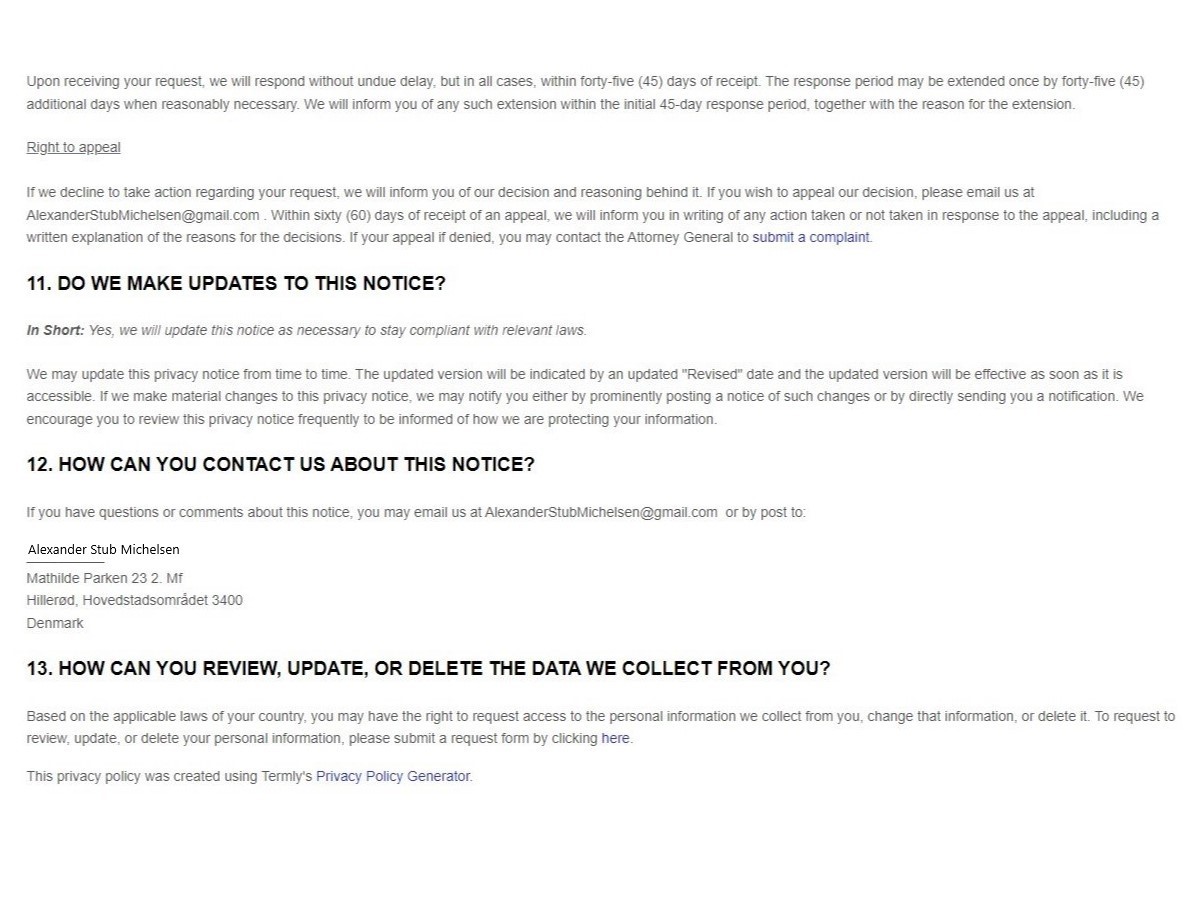 Upon receiving your request, we will respond without undue delay, but in all cases, within forty-five (45) days of receipt. The response period may be extended once by forty-five (45)
additional days when reasonably necessary. We will inform you of any such extension within the initial 45-day response period, together with the reason for the extension.
Right to appeal
If we decline to take action regarding your request, we will inform you of our decision and reasoning behind it. If you wish to appeal our decision, please email us at
AlexanderStubMichelsen@gmail.com . Within sixty (60) days of receipt of an appeal, we will inform you in writing of any action taken or not taken in response to the appeal, including a
written explanation of the reasons for the decisions. If your appeal if denied, you may contact the Attorney General to submit a complaint.
11. DO WE MAKE UPDATES TO THIS NOTICE?
In Short: Yes, we will update this notice as necessary to stay compliant with relevant laws.
We may update this privacy notice from time to time. The updated version will be indicated by an updated "Revised" date and the updated version will be effective as soon as it is
accessible. If we make material changes to this privacy notice, we may notify you either by prominently posting a notice of such changes or by directly sending you a notification. We
encourage you to review this privacy notice frequently to be informed of how we are protecting your information.
12. HOW CAN YOU CONTACT US ABOUT THIS NOTICE?
If you have questions or comments about this notice, you may email us at AlexanderStubMichelsen@gmail.com  or by post to:
Alexander Stub Michelsen
Mathilde Parken 23 2. Mf
Hillerød, Hovedstadsområdet 3400
Denmark
13. HOW CAN YOU REVIEW, UPDATE, OR DELETE THE DATA WE COLLECT FROM YOU?
Based on the applicable laws of your country, you may have the right to request access to the personal information we collect from you, change that information, or delete it. To request to
review, update, or delete your personal information, please submit a request form by clicking here.
This privacy policy was created using Termly's Privacy Policy Generator.